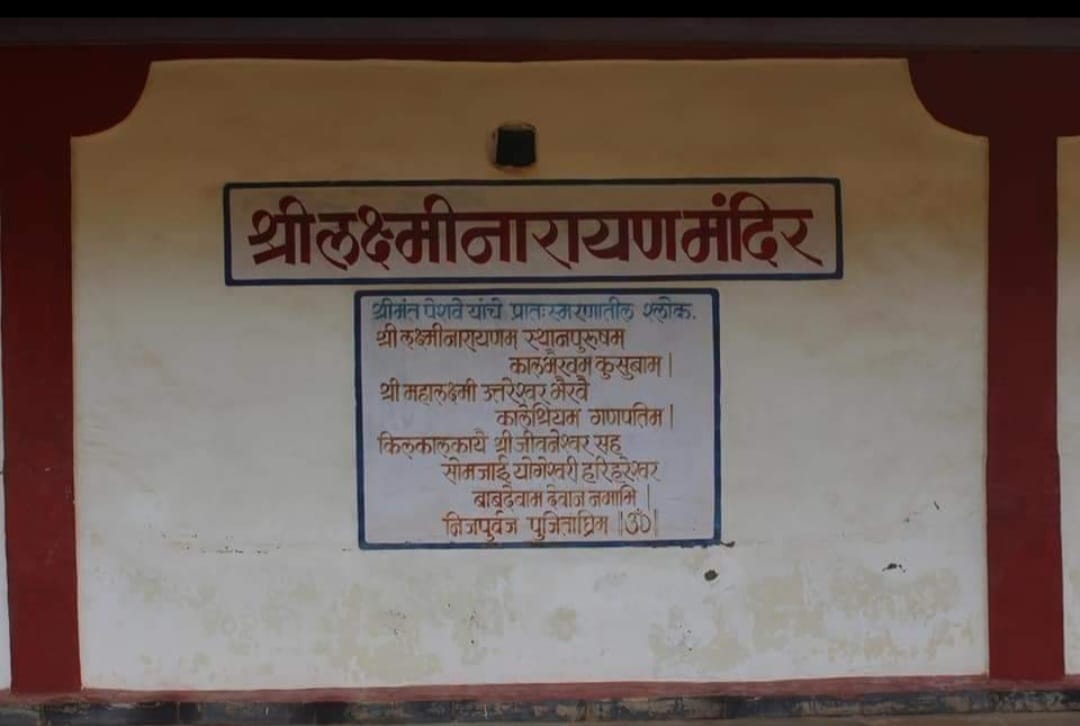 श्रीलक्ष्मीनारायणमंदिर
श्रीमंत पेशवे यांचे प्रातःस्मरणातील श्लोक.
श्री लक्ष्मीनारायणम स्थानपुरुषम
कालभैरवम कुसुबाम |
श्री महालक्ष्मी उत्तरेश्वर भैरवै
कालेश्रियम गणपतिम |
किलकालकायै श्री जीवनेश्वर सह
सोमजाई योगेश्वरी हरिहरेश्वर
बाबदेवाम देवान नमामि |
निजपुर्वज पुजिताघ्रिम ||ॐ|